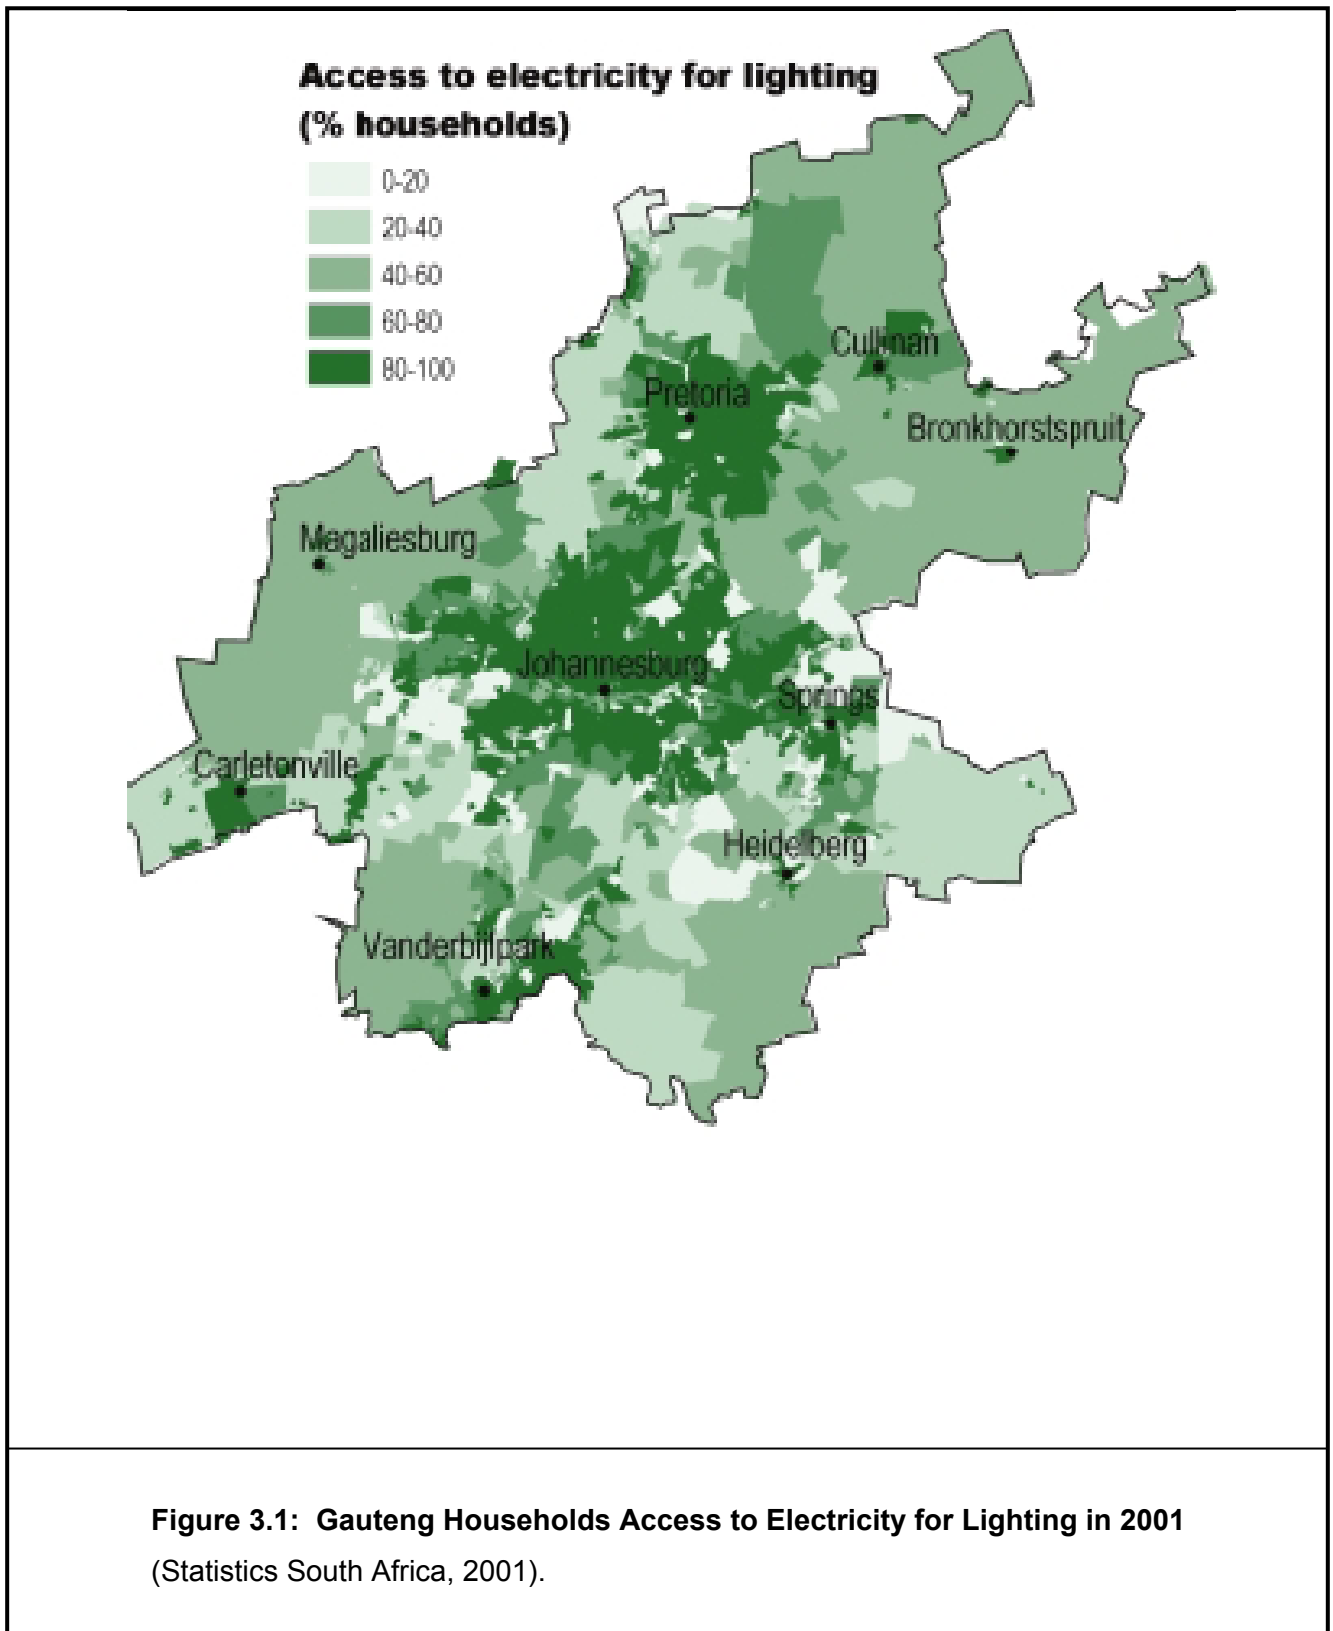 Access to electricity for lighting
(% households)
0-20
20-40
40-60
60-80
80-100
Cullinan
Pretoria
Bronkhorstspruit
Magaliesburg
Johannesburg
Springs
Carletonville
Heidelberg
Vanderbijlpark
Figure 3.1: Gauteng Households Access to Electricity for Lighting in 2001
(Statistics South Africa, 2001).